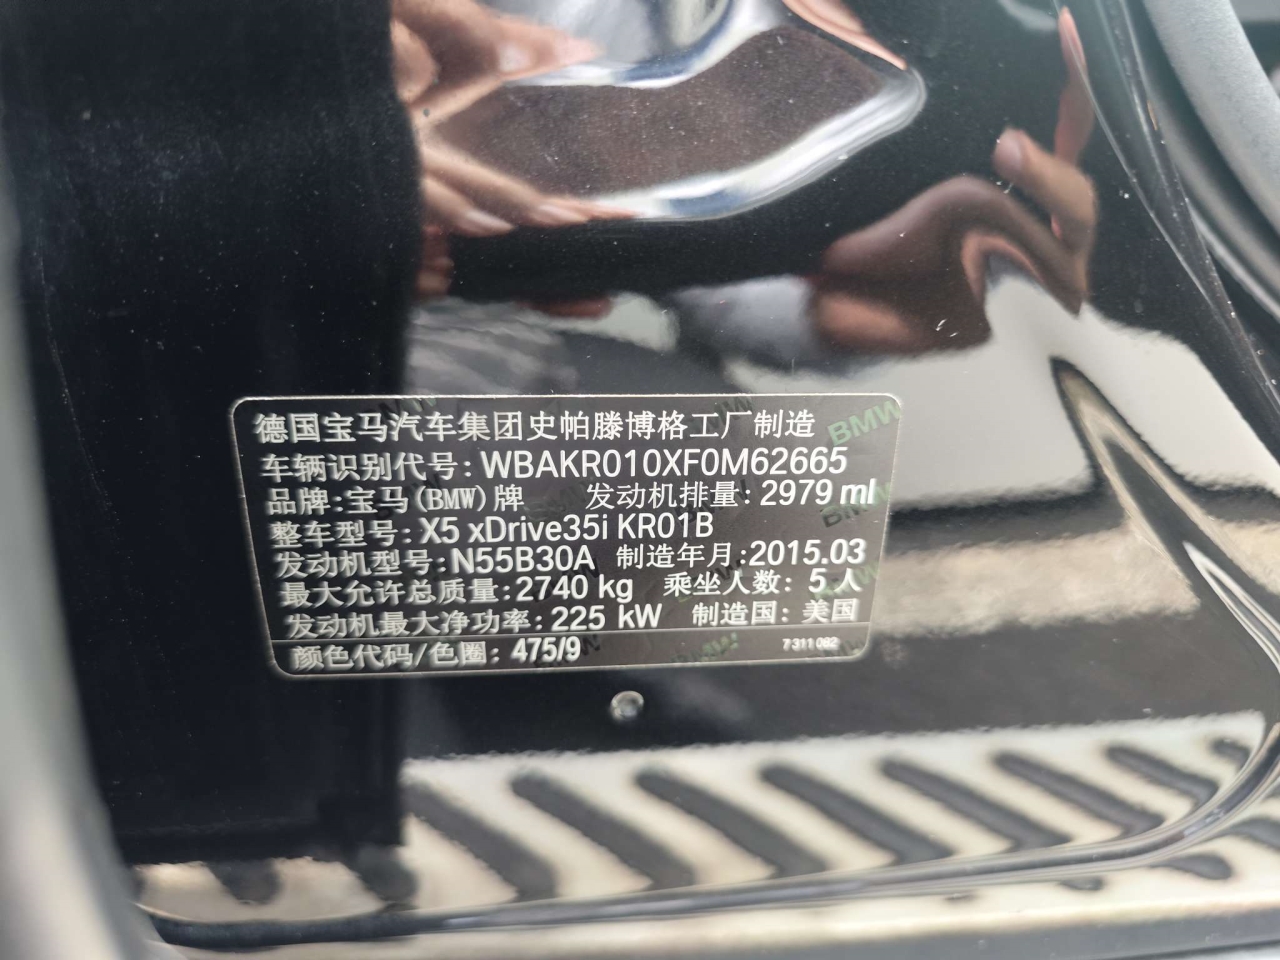 德国宝马汽车集团史帕滕博格工厂制造
车辆识别代号: WBAKR010XF0M62665
品牌:宝马(BMW)牌 发动机排量: 2979 ml
整车型号: X5 xDrive35i KR01B
发动机型号:N55B30A 制造年月:2015.03
最大允许总质量:2740 kg 乘坐人数: 5 人
发动机最大净功率: 225 kW 制造国: 美国
颜色代码/色圈: 475/9 7 311 082
BMW